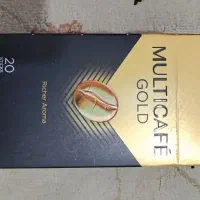 MULTICAFÉ
GOLD
Richer Aroma
20